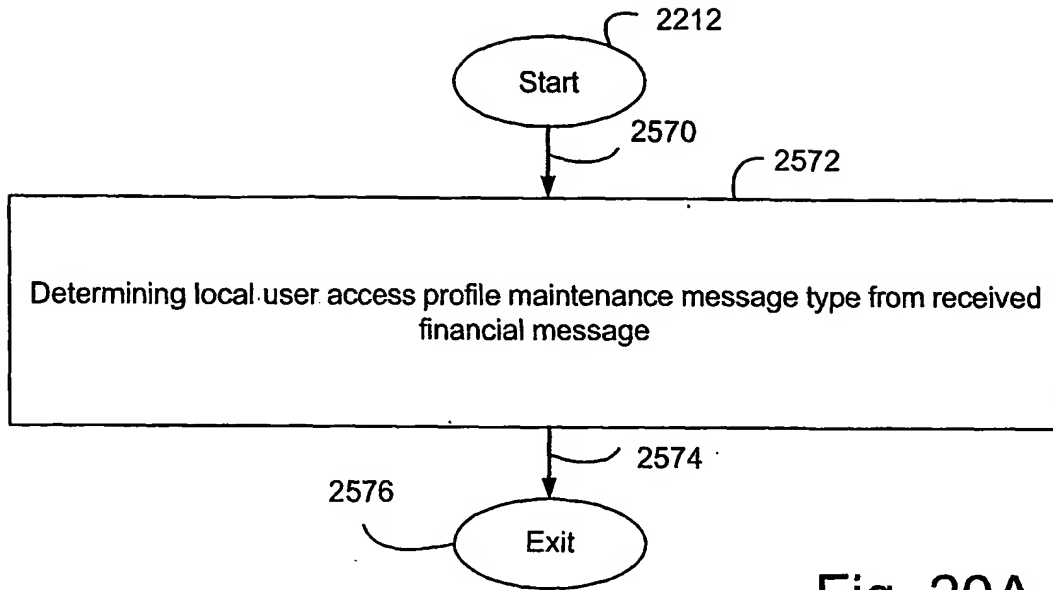 2212
Start
2570
2572
Determining local user access profile maintenance message type from received
financial message
2574
2576
Exit